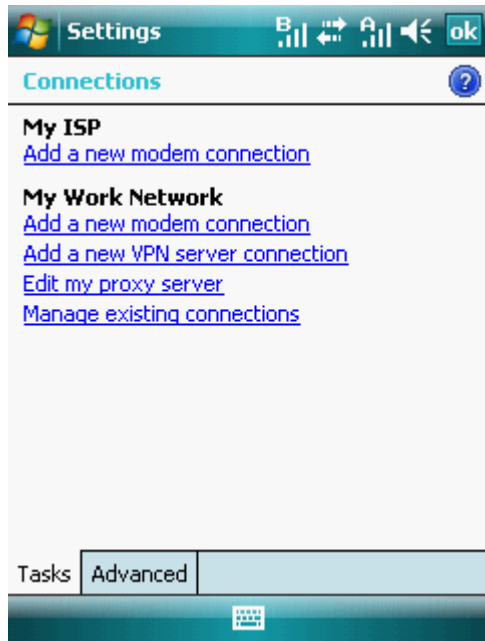 Settings B A ok
Connections ?
My ISP
Add a new modem connection
My Work Network
Add a new modem connection
Add a new VPN server connection
Edit my proxy server
Manage existing connections
Tasks Advanced